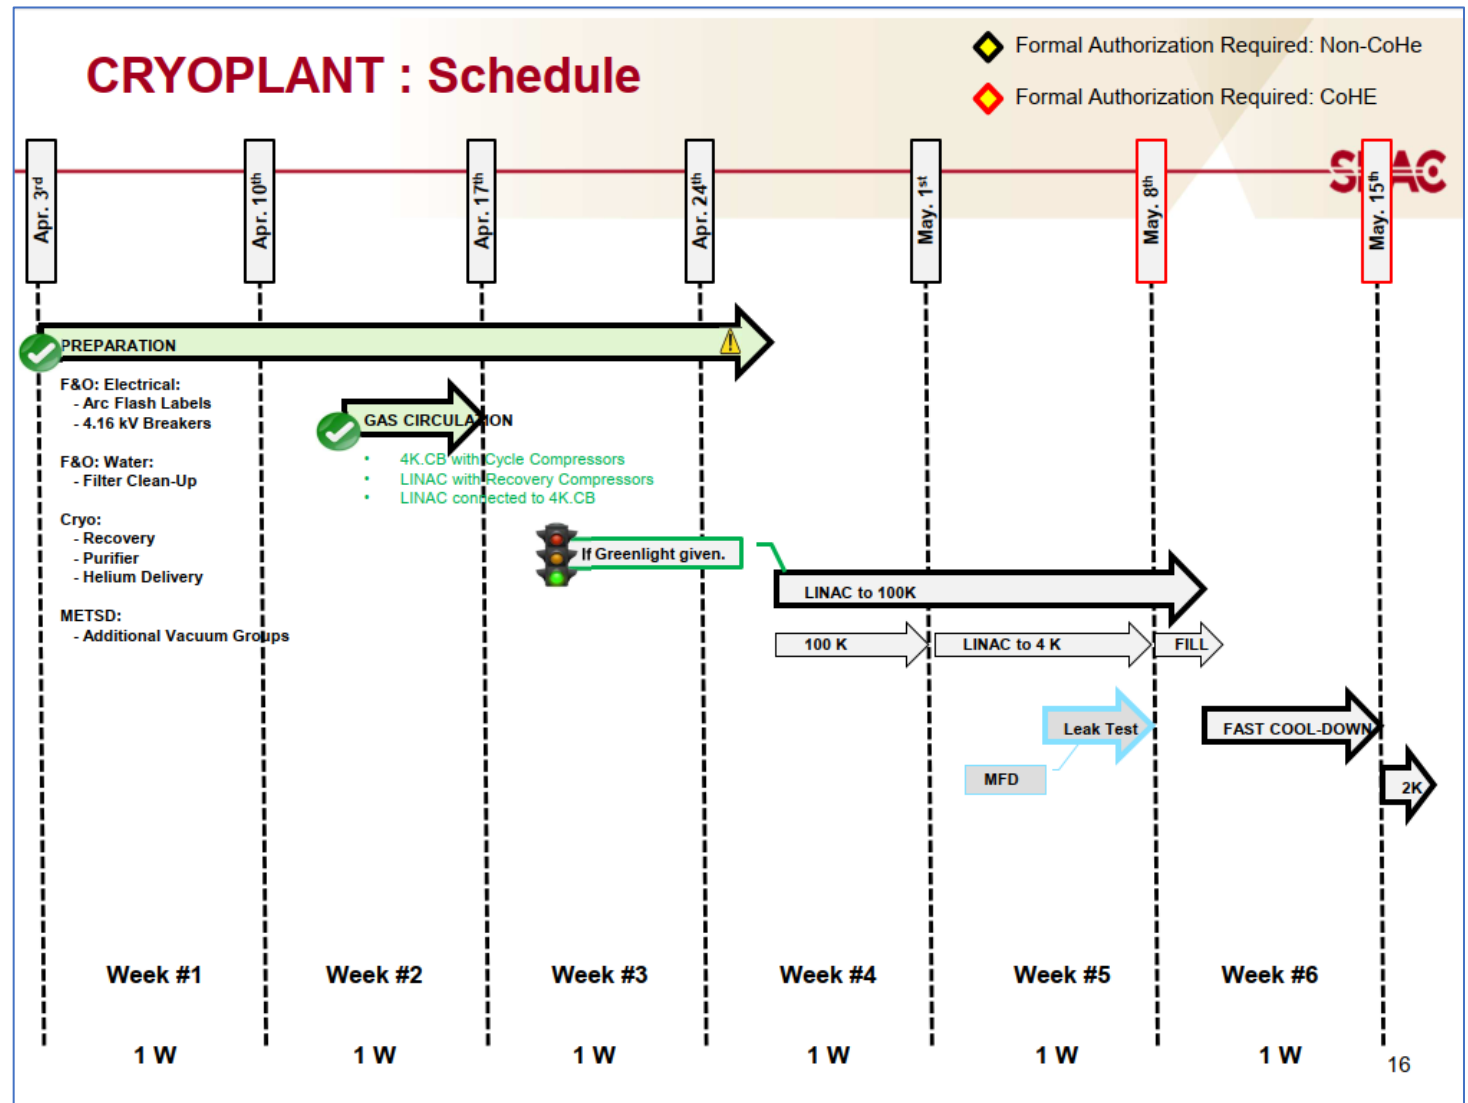 CRYOPLANT : Schedule
Formal Authorization Required: Non-CoHe
Formal Authorization Required: CoHE
SLAC
Apr. 3rd
Apr. 10th
Apr. 17th
Apr. 24th
May. 1st
May. 8th
May. 15th
PREPARATION
F&O: Electrical:
- Arc Flash Labels
- 4.16 kV Breakers
F&O: Water:
- Filter Clean-Up
Cryo:
- Recovery
- Purifier
- Helium Delivery
METSD:
- Additional Vacuum Groups
GAS CIRCULATION
• 4K.CB with Cycle Compressors
• LINAC with Recovery Compressors
• LINAC connected to 4K.CB
If Greenlight given.
LINAC to 100K
100 K
LINAC to 4 K
FILL
Leak Test
MFD
FAST COOL-DOWN
2K
Week #1
Week #2
Week #3
Week #4
Week #5
Week #6
1 W
1 W
1 W
1 W
1 W
1 W
16